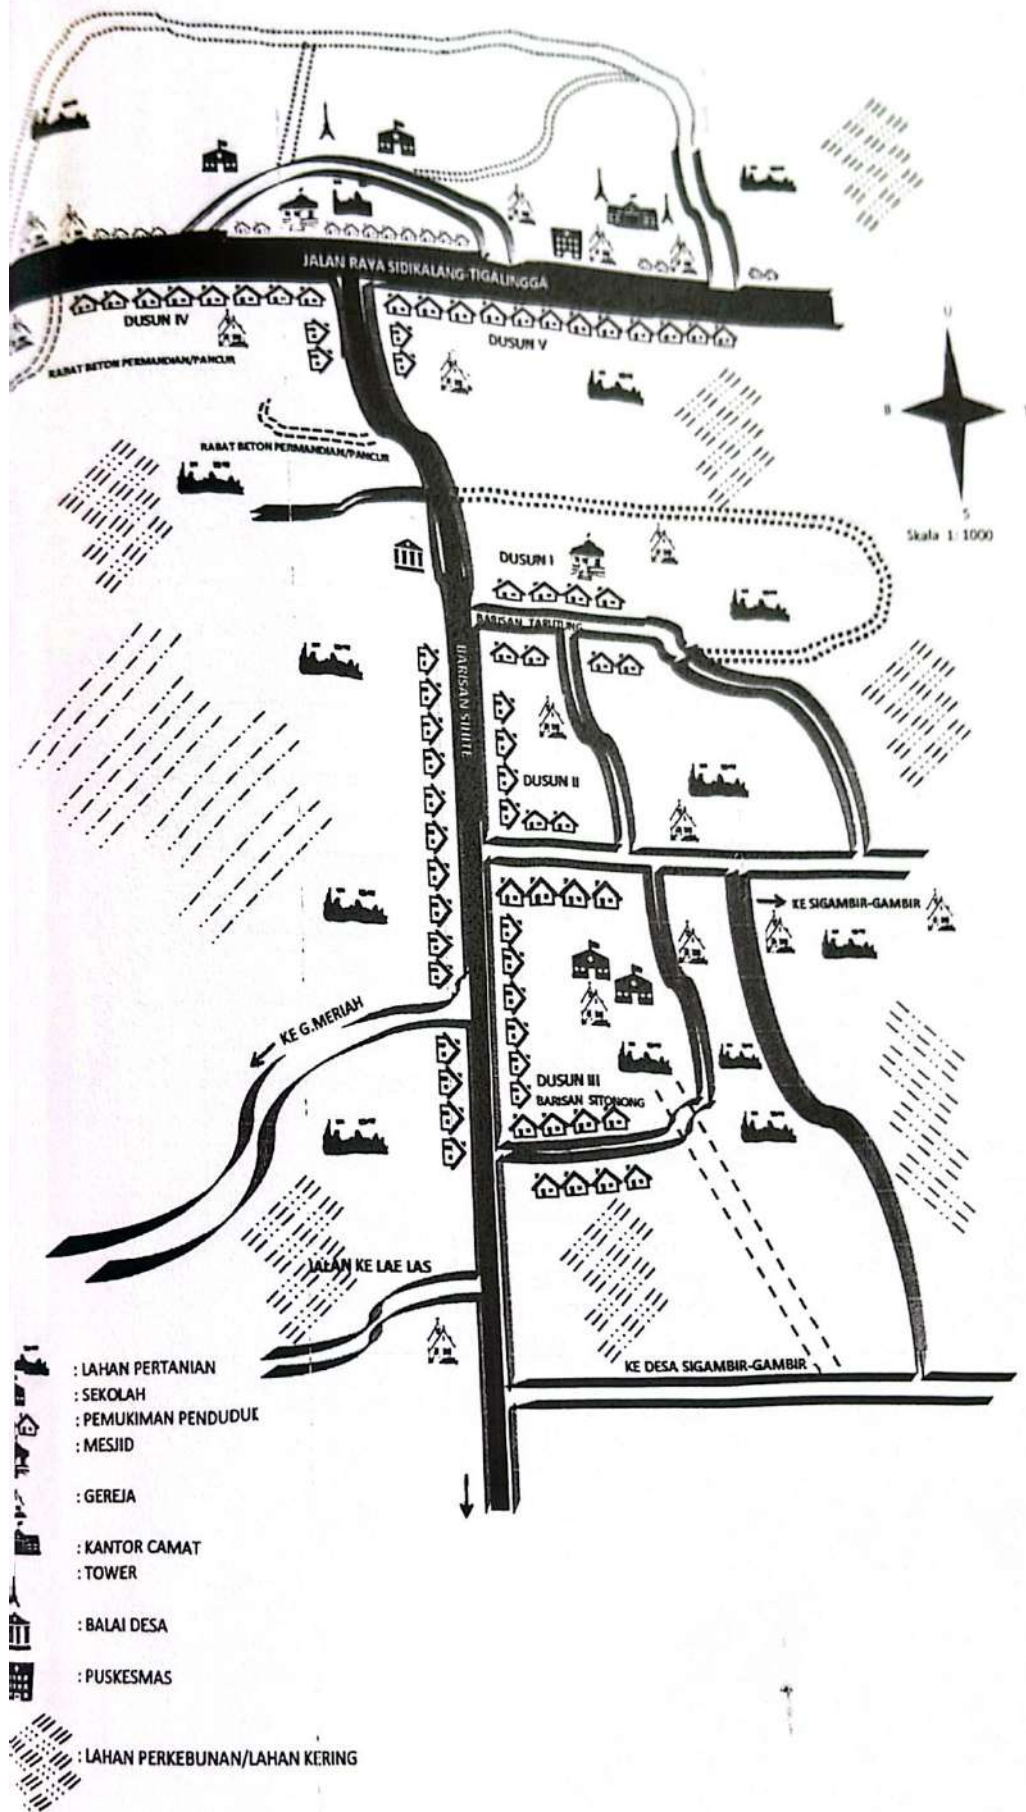 JALAN RAYA SIDIKALANG-TIGALINGGA
DUSUN IV
DUSUN V
RABAT BETON PERMANDIAN/PANCUR
U
B
S
Skala 1: 1000
RABAT BETON PERMANDIAN/PANCUR
DUSUN I
BARISAN TARUTUNG
BARISAN
DUSUN II
KE SIGAMBIR-GAMBIR
KE G.MERIAH
DUSUN III
BARISAN SITONONG
JALAN KE LAE LAS
KE DESA SIGAMBIR-GAMBIR
: LAHAN PERTANIAN
: SEKOLAH
: PEMUKIMAN PENDUDUK
: MESJID
: GEREJA
: KANTOR CAMAT
: TOWER
: BALAI DESA
: PUSKESMAS
: LAHAN PERKEBUNAN/LAHAN KERING